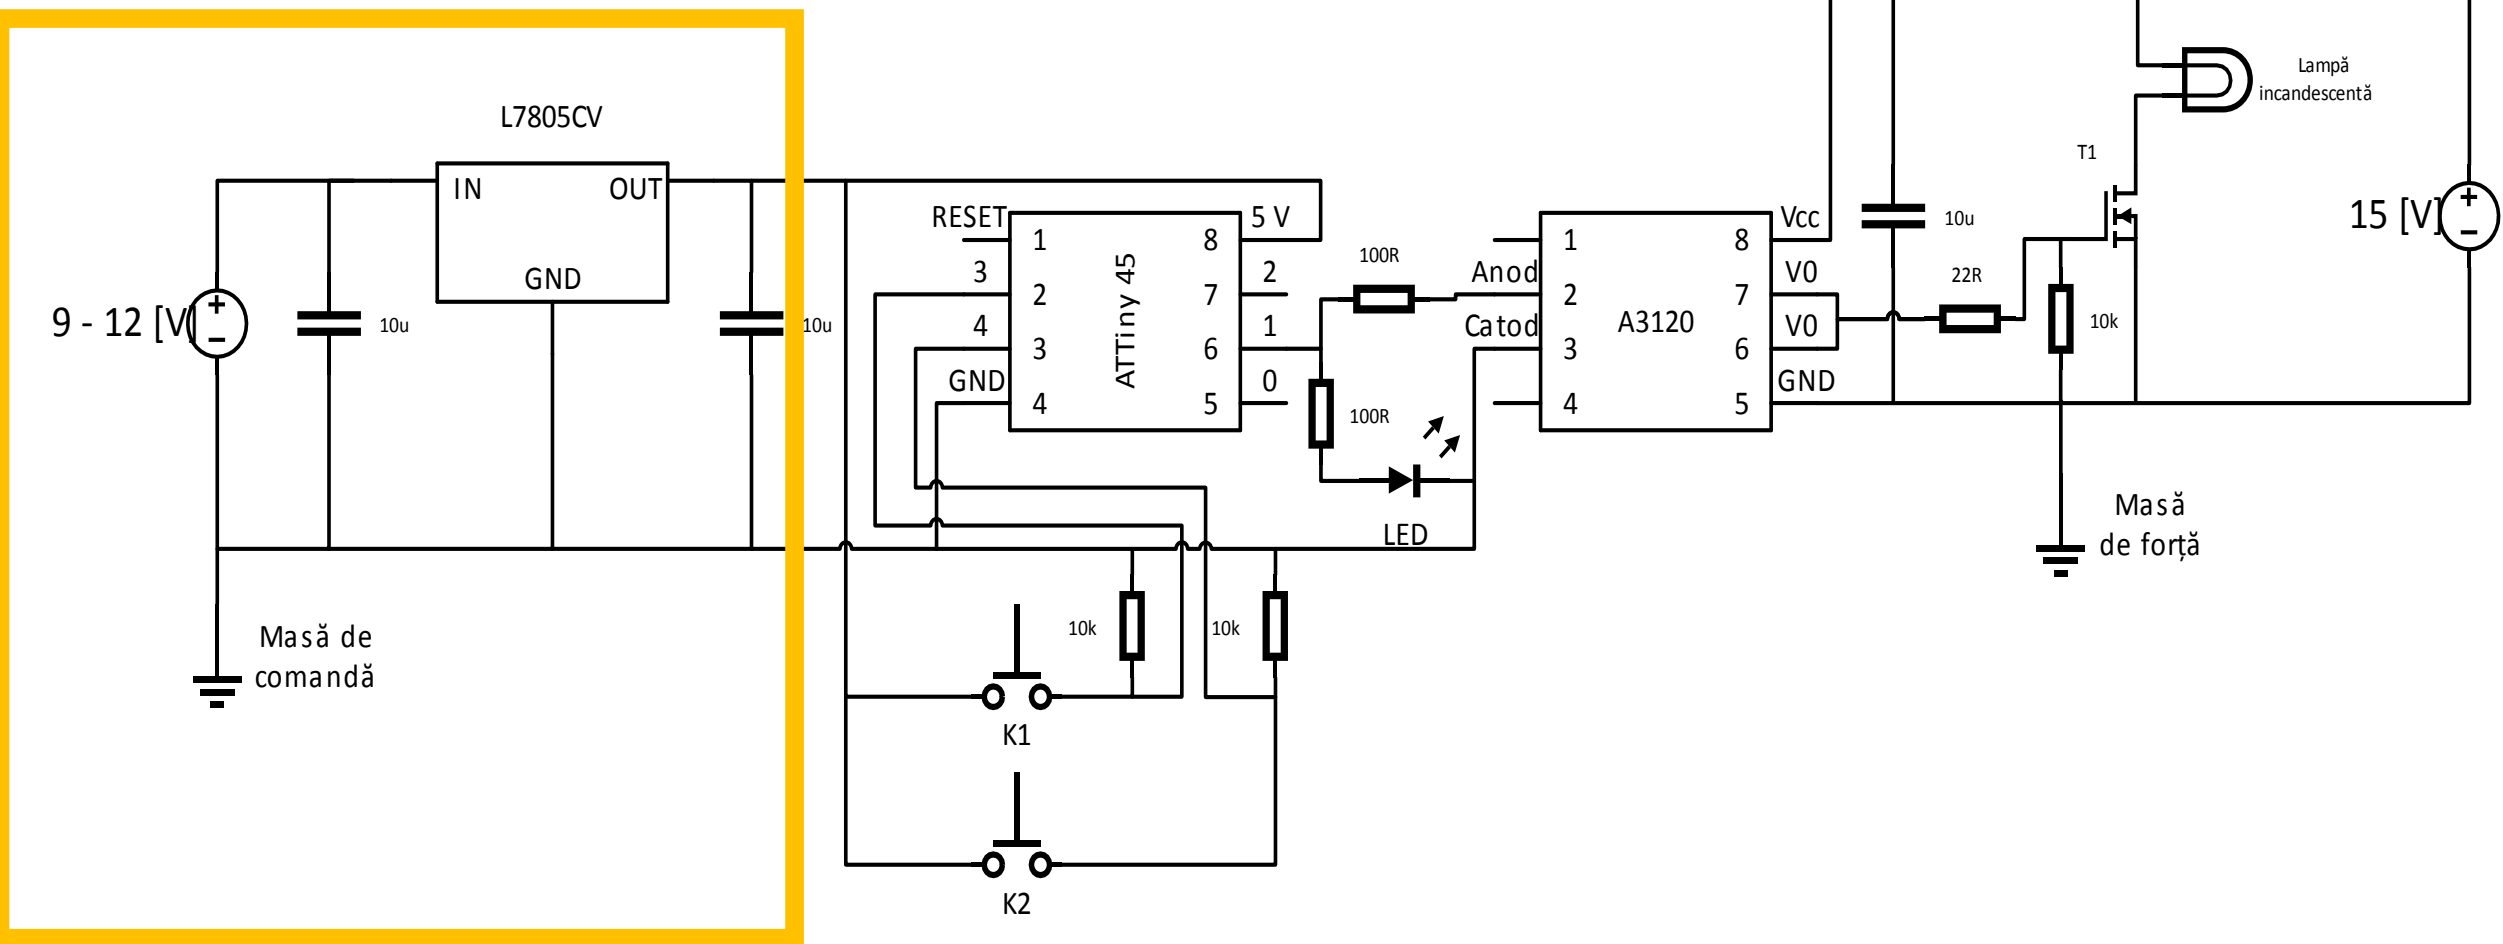 Lampă
incandescentă
L7805CV
T1
IN
OUT
GND
9 - 12 [V]
10u
10u
RESET
1
3
2
4
3
GND
4
ATTiny 45
5 V
8
2
7
1
6
0
5
100R
100R
LED
1
Anod
2
Catod
3
4
A3120
Vcc
8
V0
7
V0
6
GND
5
10u
22R
10k
15 [V]
Masă
de forță
Masă de
comandă
10k
10k
K1
K2